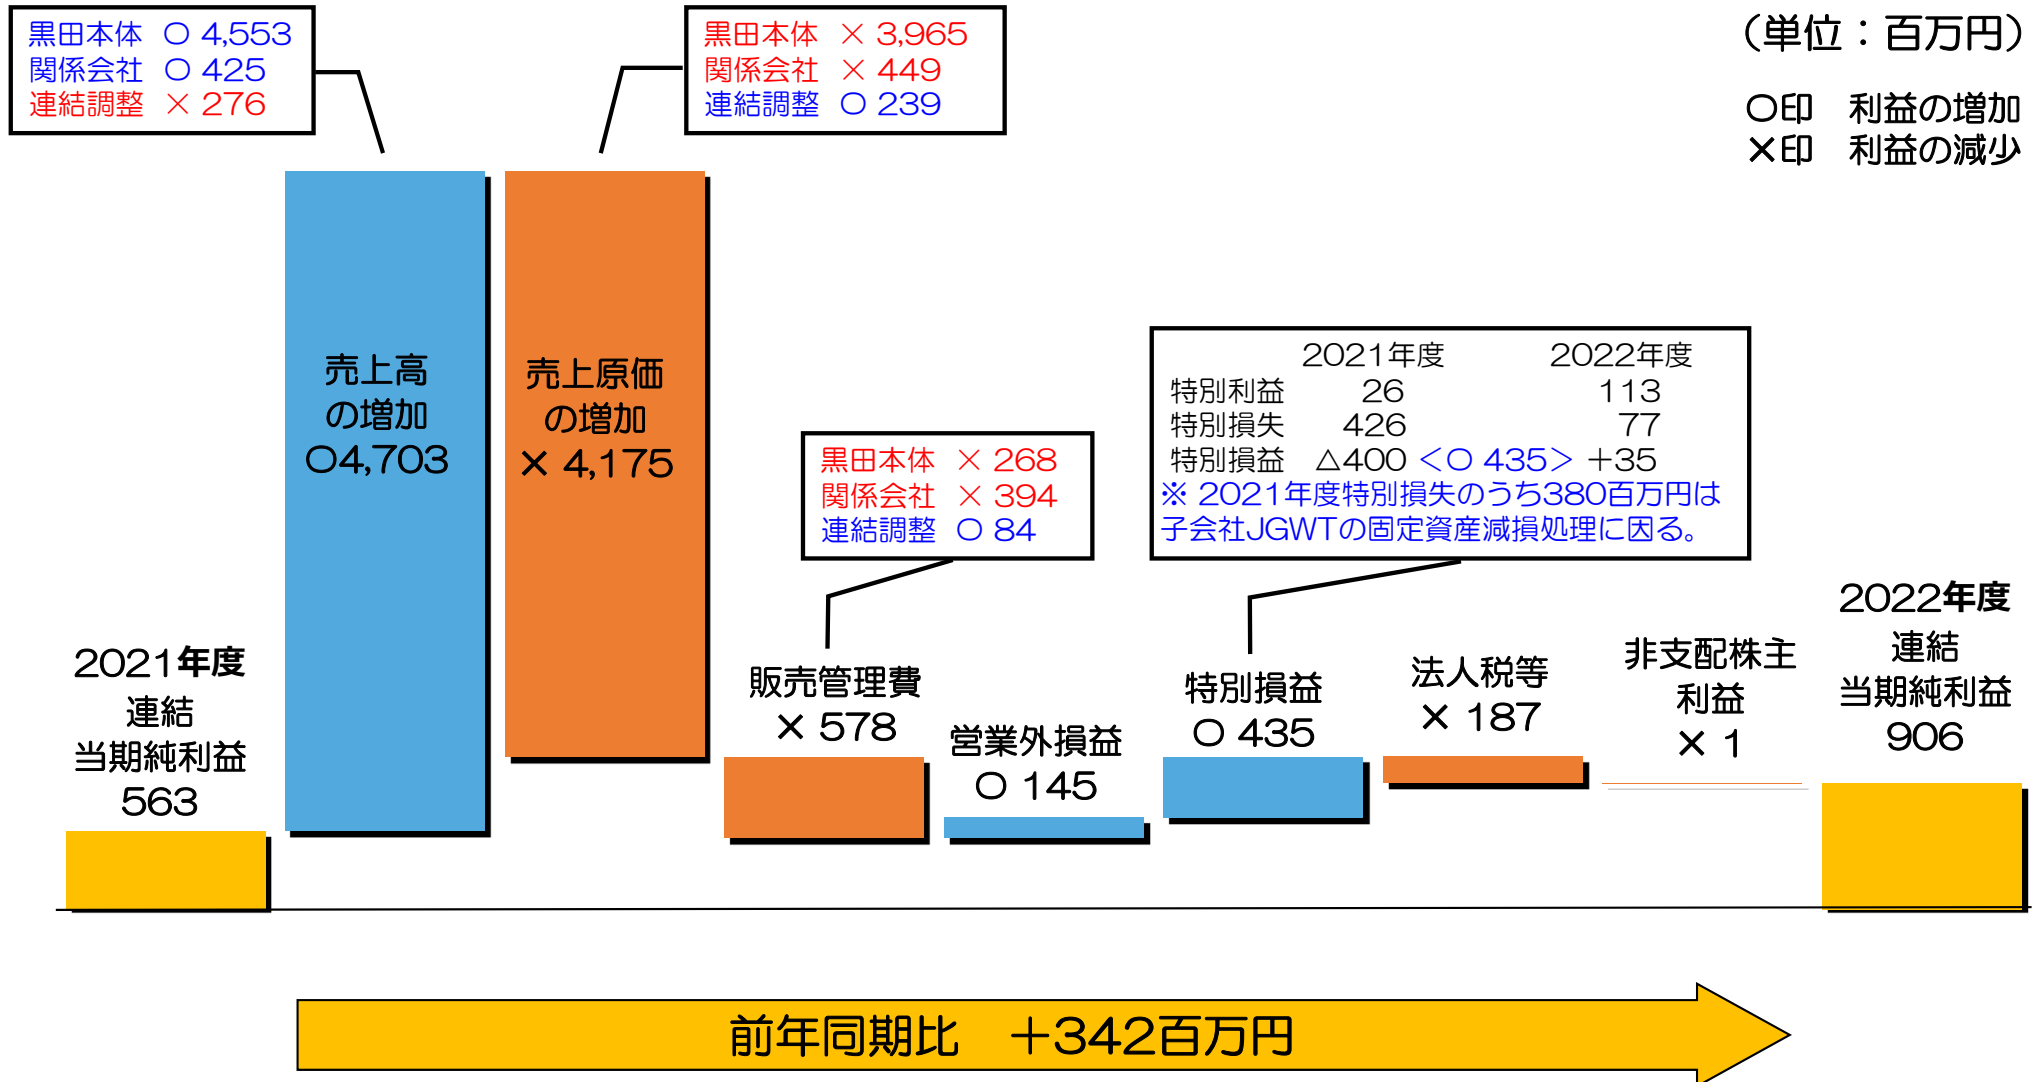 黒田本体 〇 4,553
関係会社 〇 425
連結調整 × 276
黒田本体 × 3,965
関係会社 × 449
連結調整 〇 239
（単位：百万円）
〇印 利益の増加
×印 利益の減少
売上高
の増加
〇4,703
売上原価
の増加
× 4,175
黒田本体 × 268
関係会社 × 394
連結調整 〇 84
2021年度 2022年度
特別利益 26 113
特別損失 426 77
特別損益 △400 ＜〇 435＞ +35
※ 2021年度特別損失のうち380百万円は
子会社JGWTの固定資産減損処理に因る。
2021年度
連結
当期純利益
563
販売管理費
× 578
営業外損益
〇 145
特別損益
〇 435
法人税等
× 187
非支配株主
利益
× 1
2022年度
連結
当期純利益
906
前年同期比 +342百万円